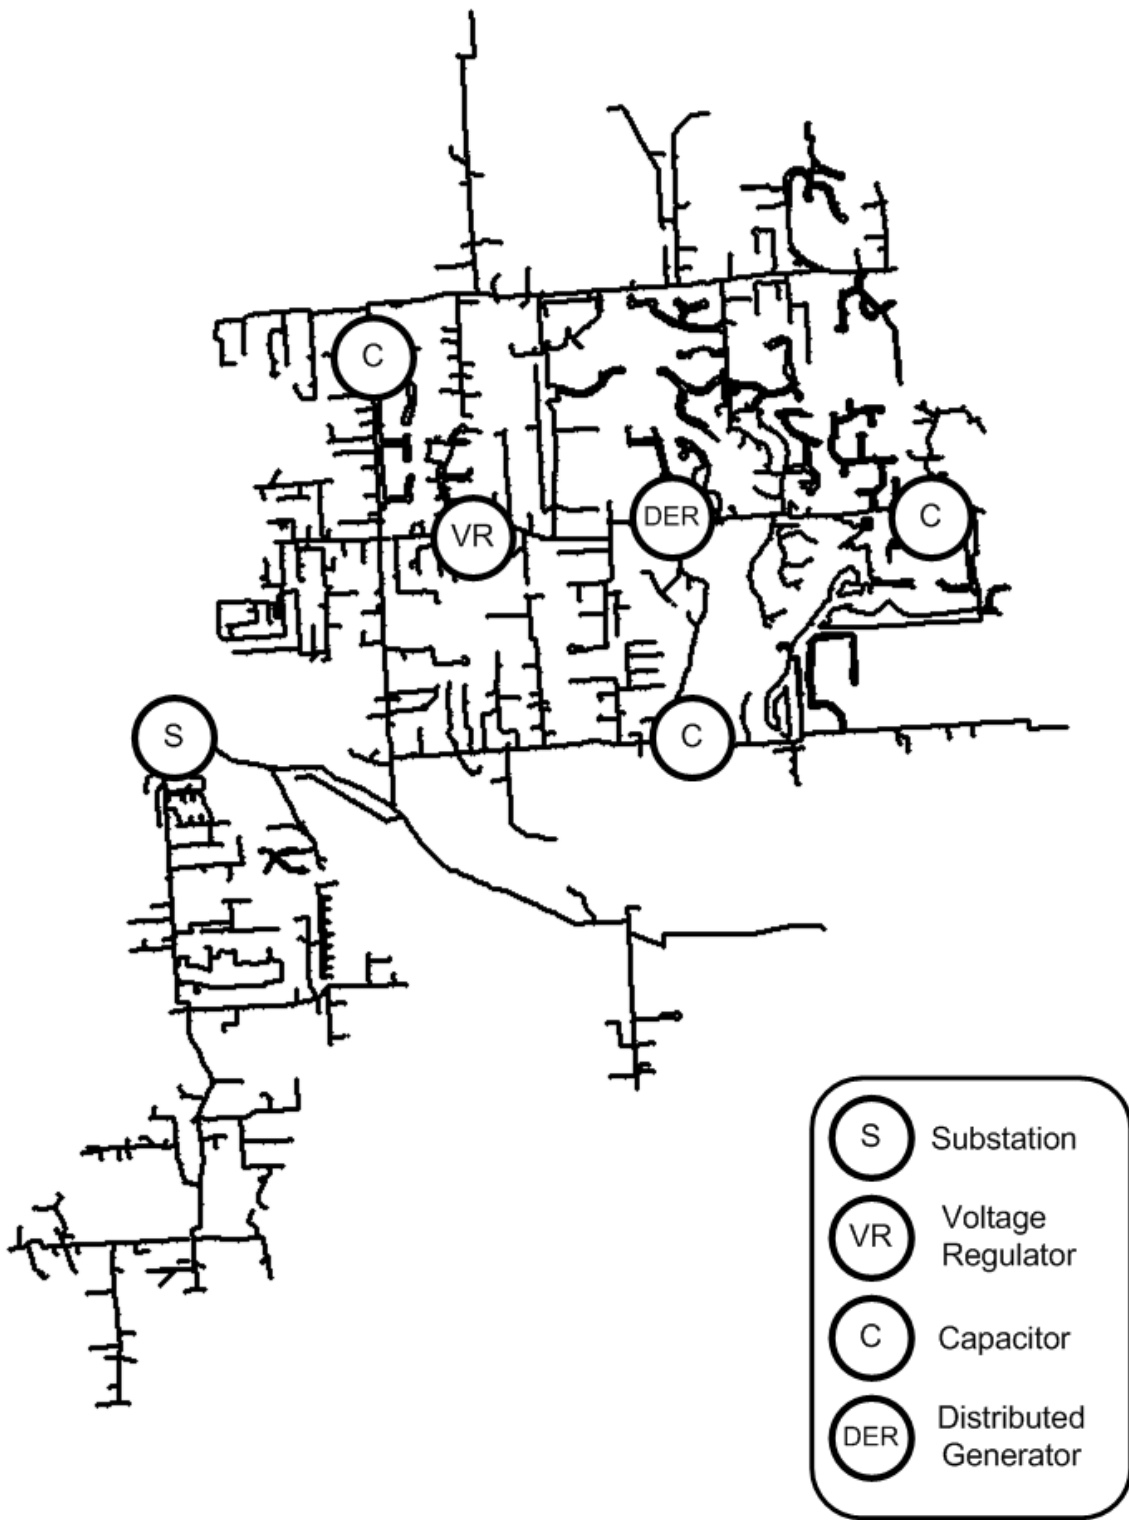 C
VR
DER
C
S
C
S Substation
VR Voltage
Regulator
C Capacitor
DER Distributed
Generator